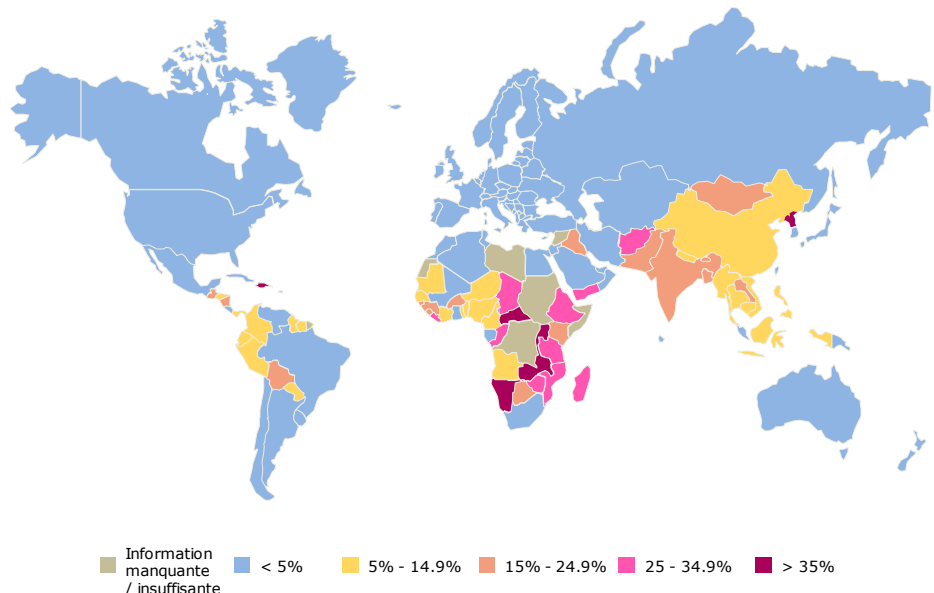 Information
manquante
/ insuffisante
< 5%
5% - 14.9%
15% - 24.9%
25 - 34.9%
> 35%